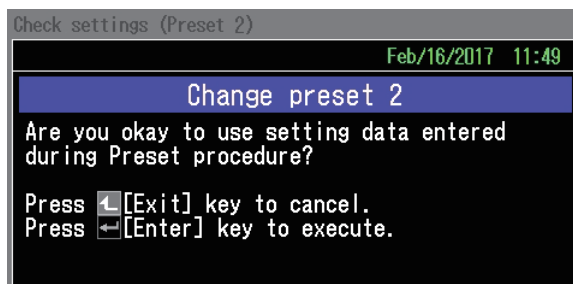 Check settings (Preset 2)
Feb/16/2017 11:49
Change preset 2
Are you okay to use setting data entered
during Preset procedure?
Press [Exit] key to cancel.
Press [Enter] key to execute.